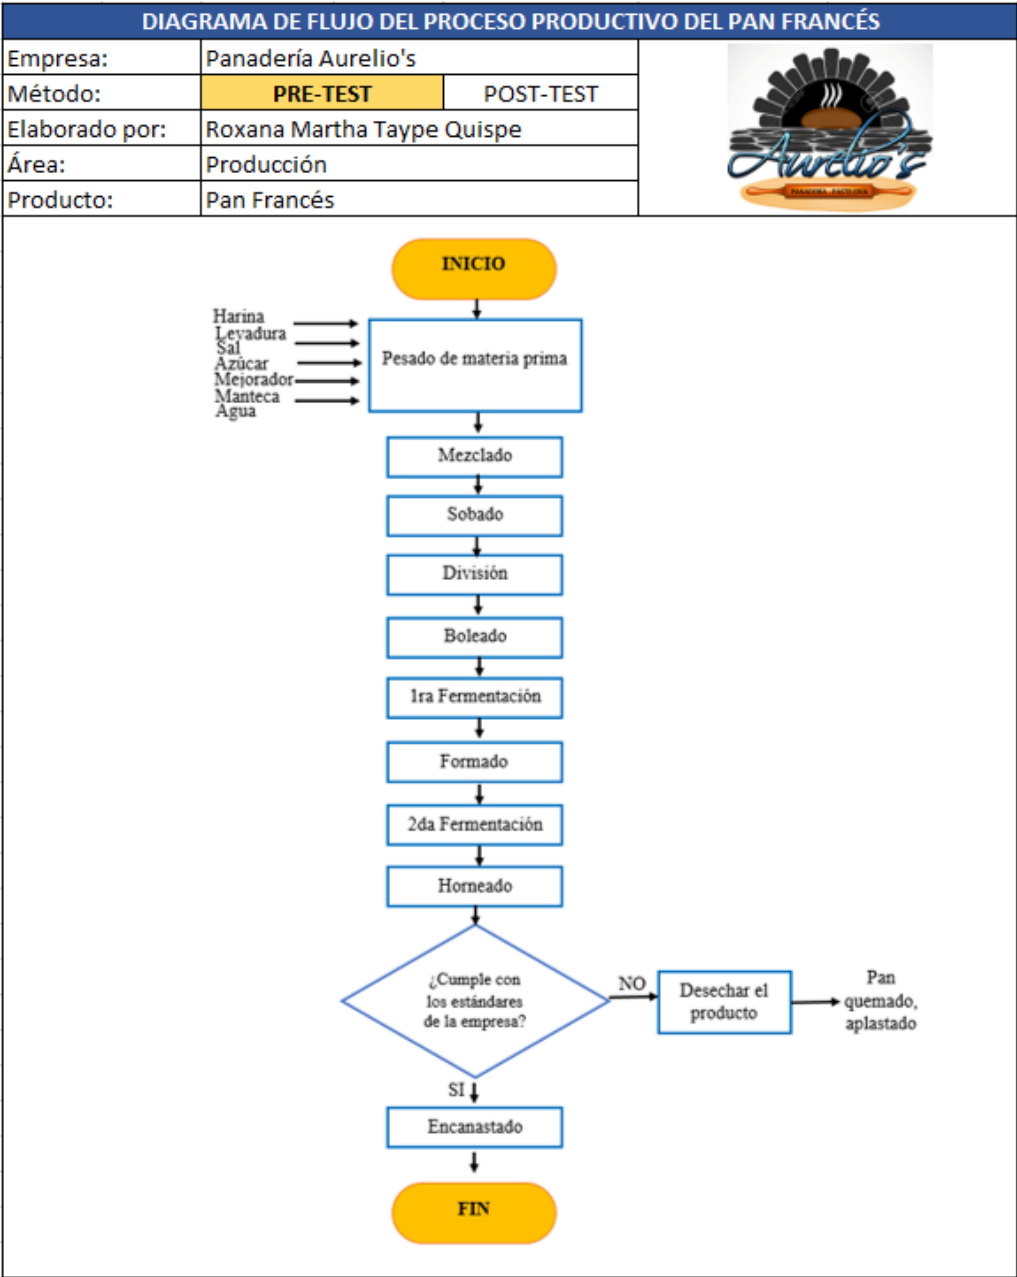 DIAGRAMA DE FLUJO DEL PROCESO PRODUCTIVO DEL PAN FRANCÉS
Empresa: Panadería Aurelio's
Método: PRE-TEST POST-TEST
Elaborado por: Roxana Martha Taype Quispe
Área: Producción
Producto: Pan Francés
Aurelio's
PANADERIA - PASTELERIA
INICIO
Harina
Levadura
Sal
Azúcar
Mejorador
Manteca
Agua
Pesado de materia prima
Mezclado
Sobado
División
Boleado
1ra Fermentación
Formado
2da Fermentación
Horneado
¿Cumple con
los estándares
de la empresa?
NO
Desechar el
producto
Pan
quemado,
aplastado
SI
Encanastado
FIN